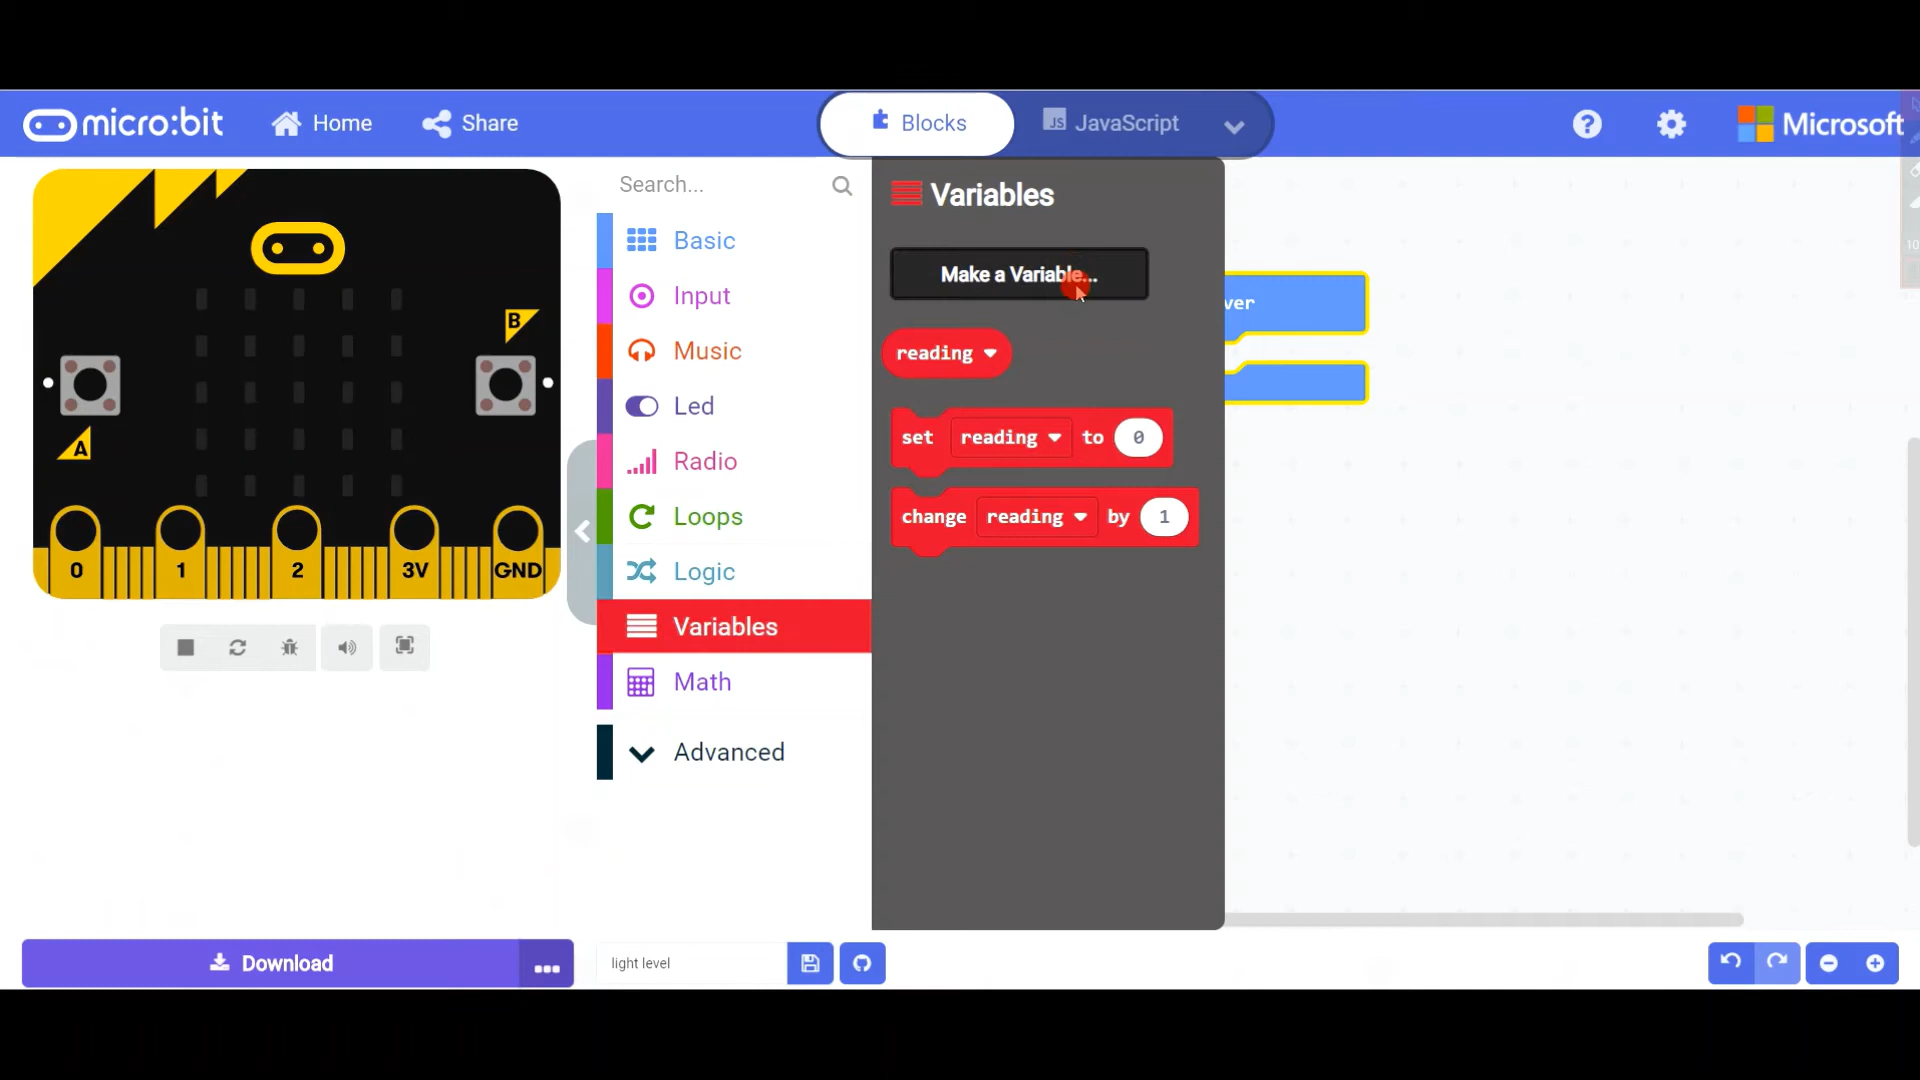 micro:bit Home Share Blocks JS JavaScript Microsoft
Search...
Basic
Input
Music
Led
Radio
Loops
Logic
Variables
Math
Advanced
Variables
Make a Variable...
reading
set reading to 0
change reading by 1
ver
B
A
0 1 2 3V GND
10
Download ... light level